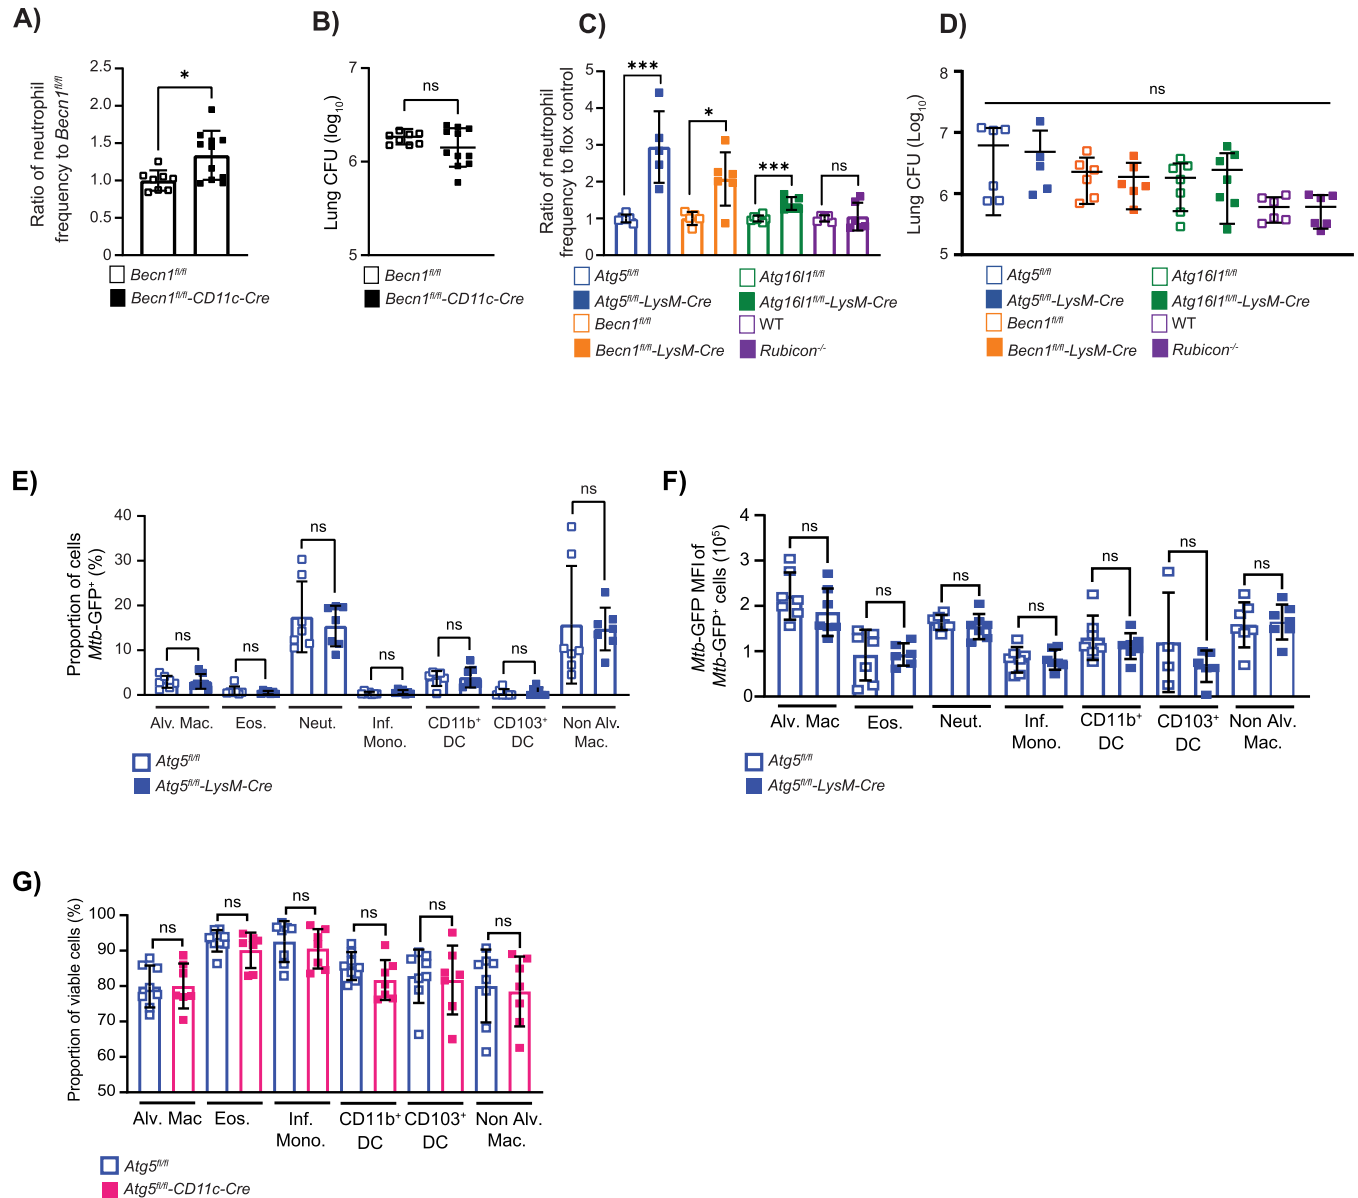 A)
Ratio of neutrophil
frequency to Becn1fl/fl
2.5
2.0
1.5
1.0
0.5
0
*
Becn1fl/fl
Becn1fl/fl-CD11c-Cre
B)
Lung CFU (log10)
7
6
5
ns
Becn1fl/fl
Becn1fl/fl-CD11c-Cre
C)
Ratio of neutrophil
frequency to flox control
5
4
3
2
1
0
***
*
***
ns
Atg5fl/fl
Atg5fl/fl-LysM-Cre
Becn1fl/fl
Becn1fl/fl-LysM-Cre
Atg16l1fl/fl
Atg16l1fl/fl-LysM-Cre
WT
Rubicon-/-
D)
Lung CFU (Log10)
8
7
6
5
ns
Atg5fl/fl
Atg5fl/fl-LysM-Cre
Becn1fl/fl
Becn1fl/fl-LysM-Cre
Atg16l1fl/fl
Atg16l1fl/fl-LysM-Cre
WT
Rubicon-/-
E)
Proportion of cells
Mtb-GFP+ (%)
40
30
20
10
0
ns
ns
ns
ns
ns
ns
ns
Alv. Mac.
Eos.
Neut.
Inf.
Mono.
CD11b+
DC
CD103+
DC
Non Alv.
Mac.
Atg5fl/fl
Atg5fl/fl-LysM-Cre
F)
Mtb-GFP MFI of
Mtb-GFP+ cells (10^5)
4
3
2
1
0
ns
ns
ns
ns
ns
ns
ns
Alv. Mac
Eos.
Neut.
Inf.
Mono.
CD11b+
DC
CD103+
DC
Non Alv.
Mac.
Atg5fl/fl
Atg5fl/fl-LysM-Cre
G)
Proportion of viable cells (%)
100
90
80
70
60
50
ns
ns
ns
ns
ns
ns
Alv. Mac
Eos.
Inf.
Mono.
CD11b+
DC
CD103+
DC
Non Alv.
Mac.
Atg5fl/fl
Atg5fl/fl-CD11c-Cre